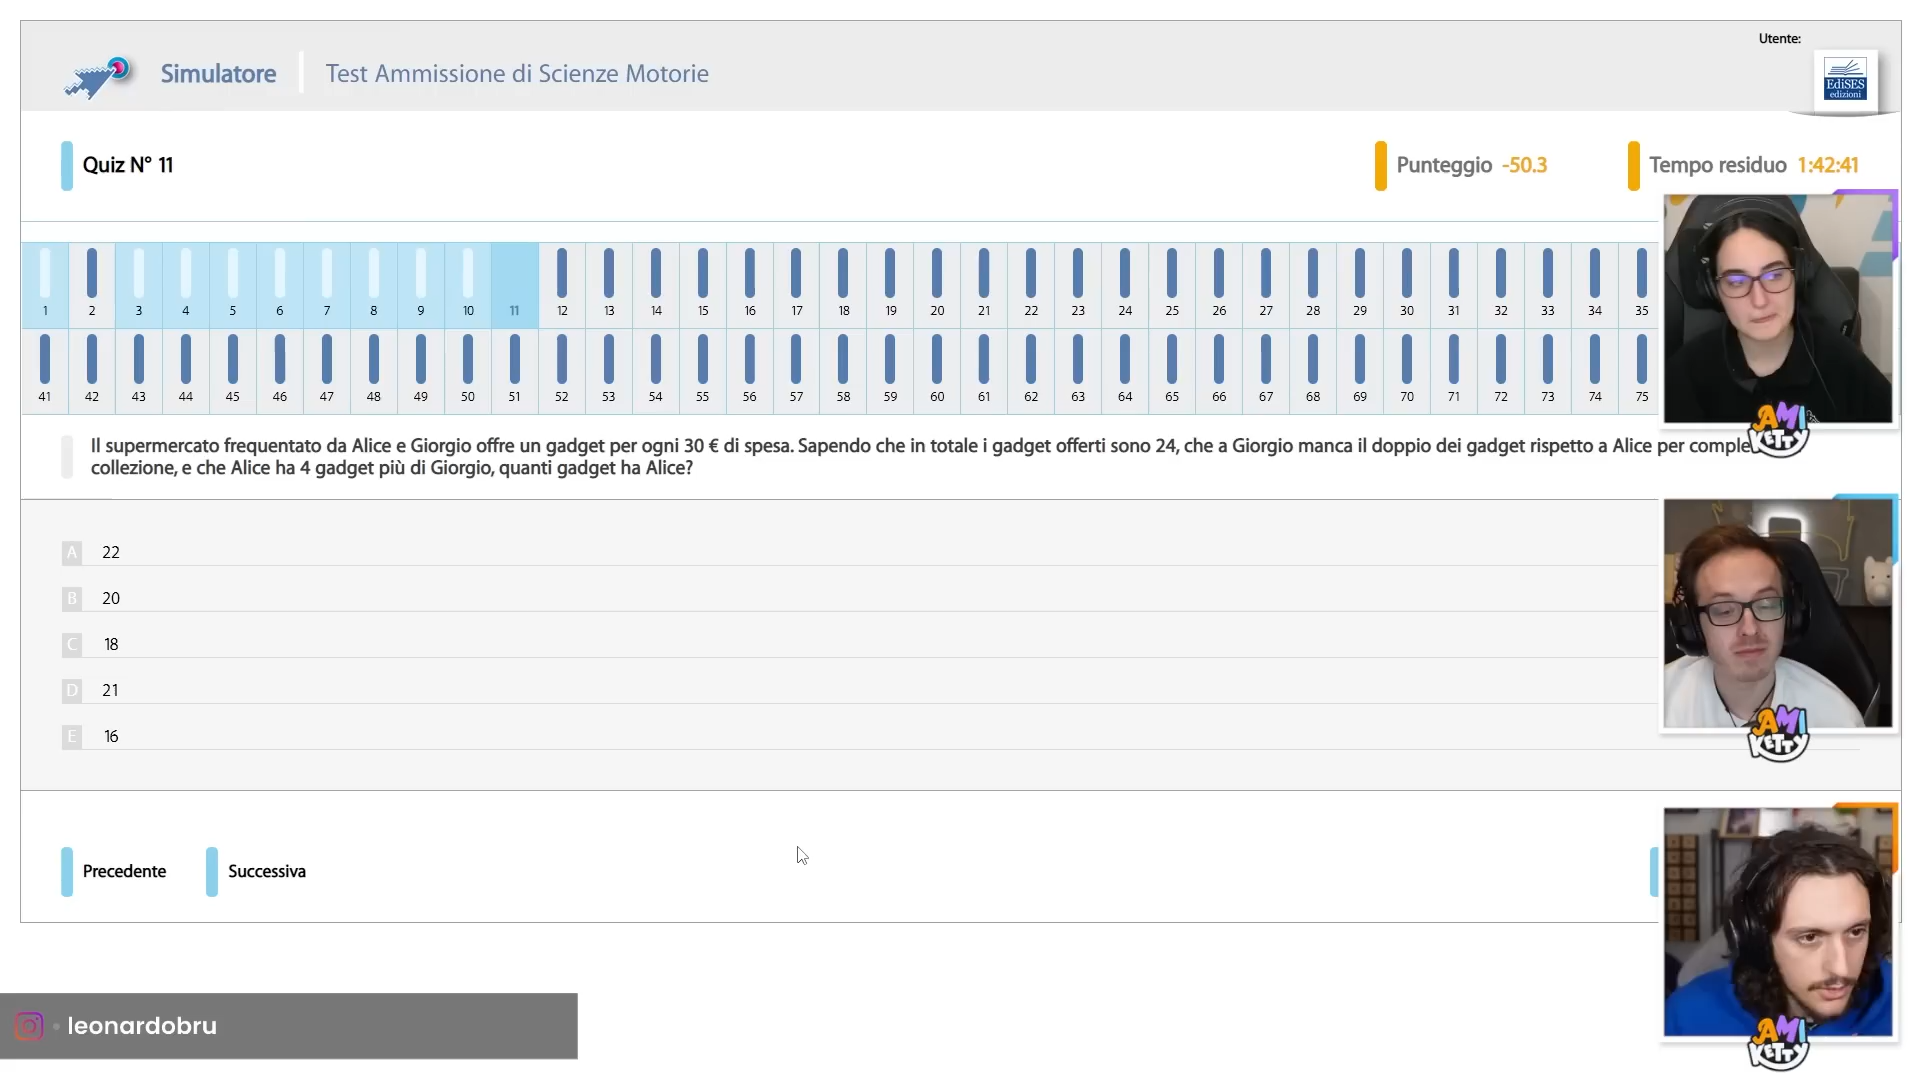 Utente:
Simulatore
Test Ammissione di Scienze Motorie
EdiSES
edizioni
Quiz N° 11
Punteggio -50.3
Tempo residuo 1:42:41
1 2 3 4 5 6 7 8 9 10 11 12 13 14 15 16 17 18 19 20 21 22 23 24 25 26 27 28 29 30 31 32 33 34 35
41 42 43 44 45 46 47 48 49 50 51 52 53 54 55 56 57 58 59 60 61 62 63 64 65 66 67 68 69 70 71 72 73 74 75
Il supermercato frequentato da Alice e Giorgio offre un gadget per ogni 30 € di spesa. Sapendo che in totale i gadget offerti sono 24, che a Giorgio manca il doppio dei gadget rispetto a Alice per comple
collezione, e che Alice ha 4 gadget più di Giorgio, quanti gadget ha Alice?
A 22
B 20
C 18
D 21
E 16
Precedente
Successiva
AMI
KETTY
AMI
KETTY
AMI
KETTY
leonardobru